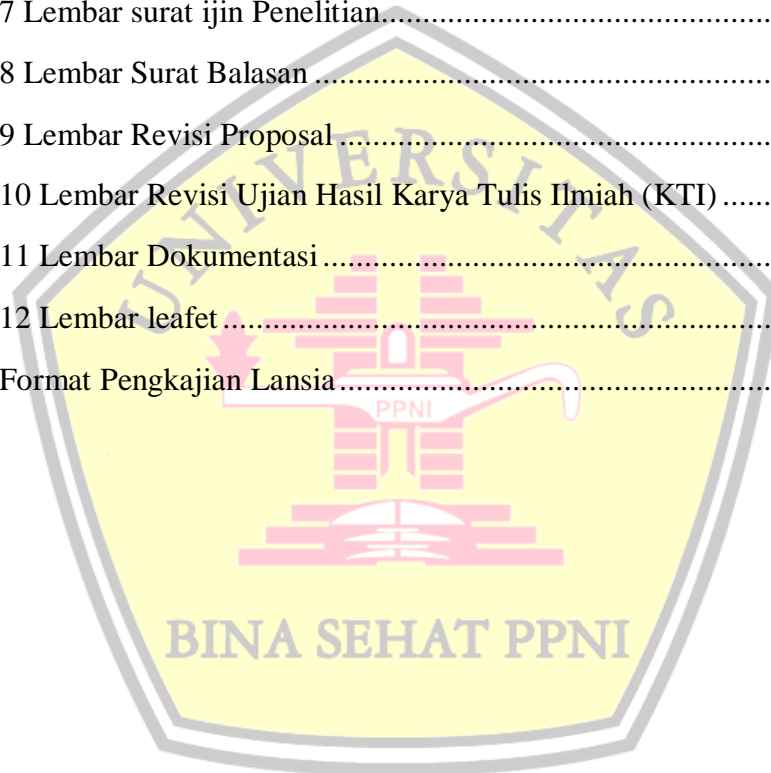 7 Lembar surat ijin Penelitian.......................................................
8 Lembar Surat Balasan ................................................................
9 Lembar Revisi Proposal .............................................................
10 Lembar Revisi Ujian Hasil Karya Tulis Ilmiah (KTI) ......
11 Lembar Dokumentasi ...............................................................
12 Lembar leafet ............................................................................
Format Pengkajian Lansia.............................................................
UNIVERSITAS
PPNI
BINA SEHAT PPNI